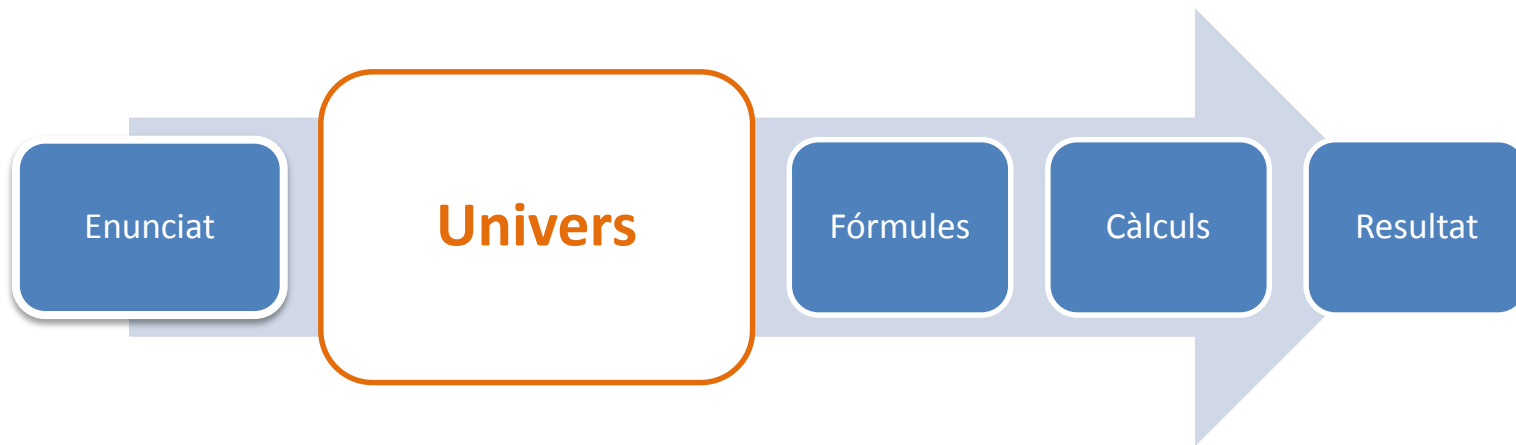 Enunciat
Univers
Fórmules
Càlculs
Resultat